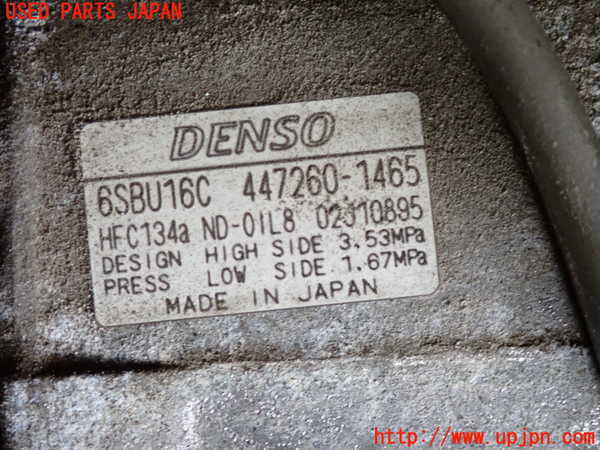 USED PARTS JAPAN
DENSO
6SBU16C 447260-1465
HFC134a ND-OIL8 02310895
DESIGN HIGH SIDE 3.53MPa
PRESS LOW SIDE 1.67MPa
MADE IN JAPAN
http://www.upjpn.com/